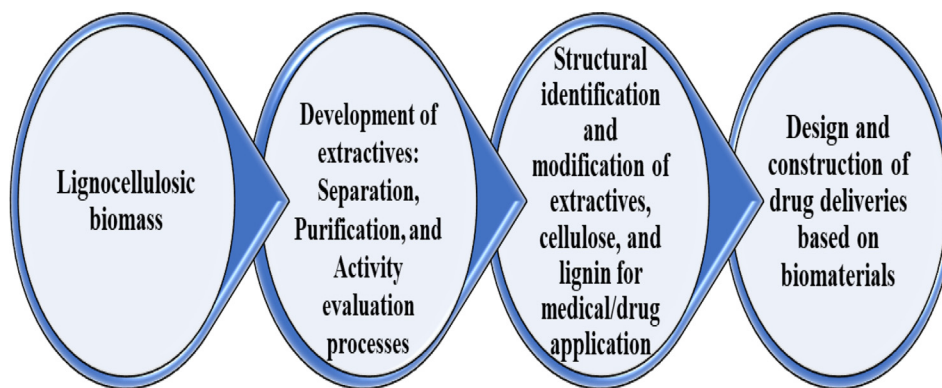 Lignocellulosic
biomass
Development of
extractives:
Separation,
Purification, and
Activity
evaluation
processes
Structural
identification
and
modification of
extractives,
cellulose, and
lignin for
medical/drug
application
Design and
construction of
drug deliveries
based on
biomaterials